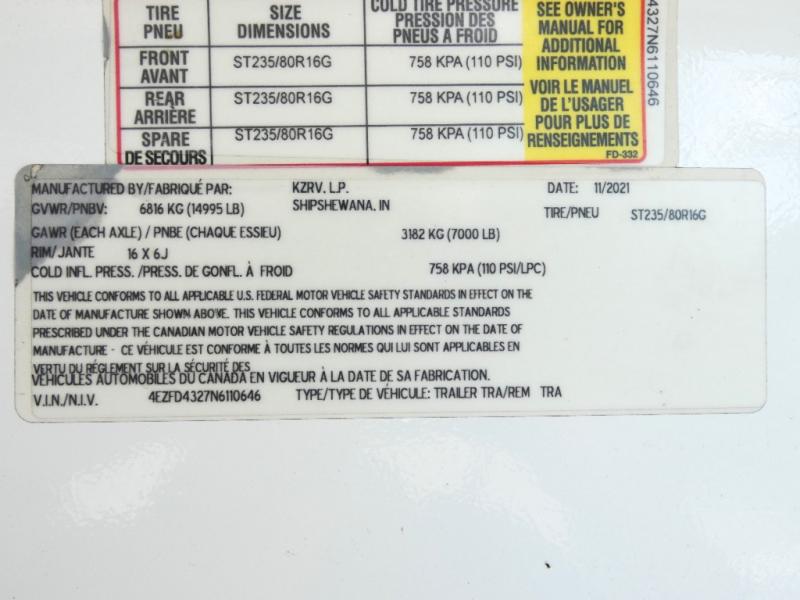 TIRE SIZE COLD TIRE PRESSURE
PNEU DIMENSIONS PRESSION DES
PNEUS A FROID
FRONT ST235/80R16G 758 KPA (110 PSI)
AVANT
REAR ST235/80R16G 758 KPA (110 PSI)
ARRIÈRE
SPARE ST235/80R16G 758 KPA (110 PSI)
DE SECOURS
SEE OWNER'S
MANUAL FOR
ADDITIONAL
INFORMATION
VOIR LE MANUEL
DE L'USAGER
POUR PLUS DE
RENSEIGNEMENTS
FD-332
4327N6110646
MANUFACTURED BY/FABRIQUÉ PAR: KZRV, L.P. DATE: 11/2021
GVWR/PNBV: 6816 KG (14995 LB) SHIPSHEWANA, IN TIRE/PNEU ST235/80R16G
GAWR (EACH AXLE) / PNBE (CHAQUE ESSIEU) 3182 KG (7000 LB)
RIM/JANTE 16 X 6J
COLD INFL. PRESS. /PRESS. DE GONFL. À FROID 758 KPA (110 PSI/LPC)
THIS VEHICLE CONFORMS TO ALL APPLICABLE U.S. FEDERAL MOTOR VEHICLE SAFETY STANDARDS IN EFFECT ON THE
DATE OF MANUFACTURE SHOWN ABOVE. THIS VEHICLE CONFORMS TO ALL APPLICABLE STANDARDS
PRESCRIBED UNDER THE CANADIAN MOTOR VEHICLE SAFETY REGULATIONS IN EFFECT ON THE DATE OF
MANUFACTURE - CE VÉHICULE EST CONFORME À TOUTES LES NORMES QUI LUI SONT APPLICABLES EN
VERTU DU RÉGLEMENT SUR LA SÉCURITÉ DES
VÉHICULES AUTOMOBILES DU CANADA EN VIGUEUR À LA DATE DE SA FABRICATION.
V.I.N./N.I.V. 4EZFD4327N6110646 TYPE/TYPE DE VÉHICULE: TRAILER TRA/REM TRA